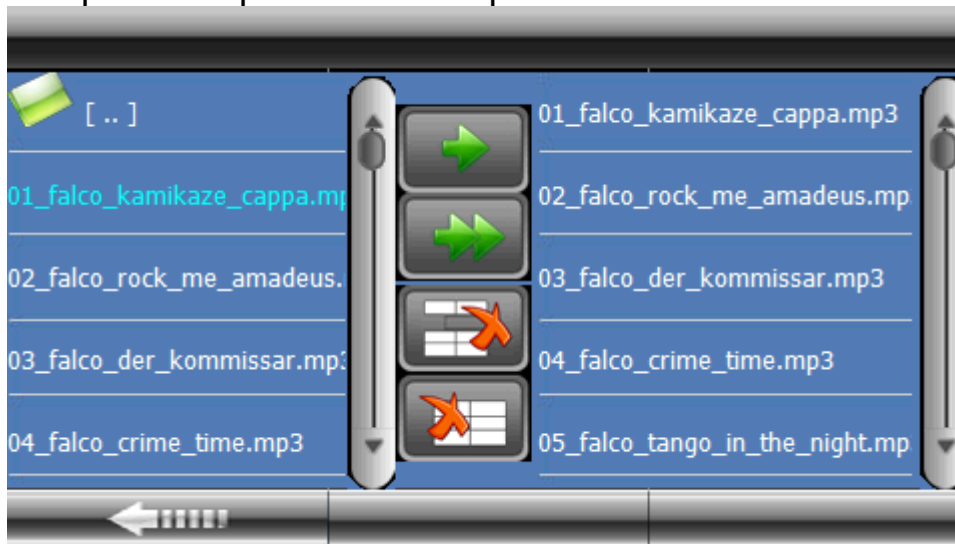 [ .. ]
01_falco_kamikaze_cappa.mp
02_falco_rock_me_amadeus.
03_falco_der_kommissar.mp3
04_falco_crime_time.mp3
01_falco_kamikaze_cappa.mp3
02_falco_rock_me_amadeus.mp
03_falco_der_kommissar.mp3
04_falco_crime_time.mp3
05_falco_tango_in_the_night.mp